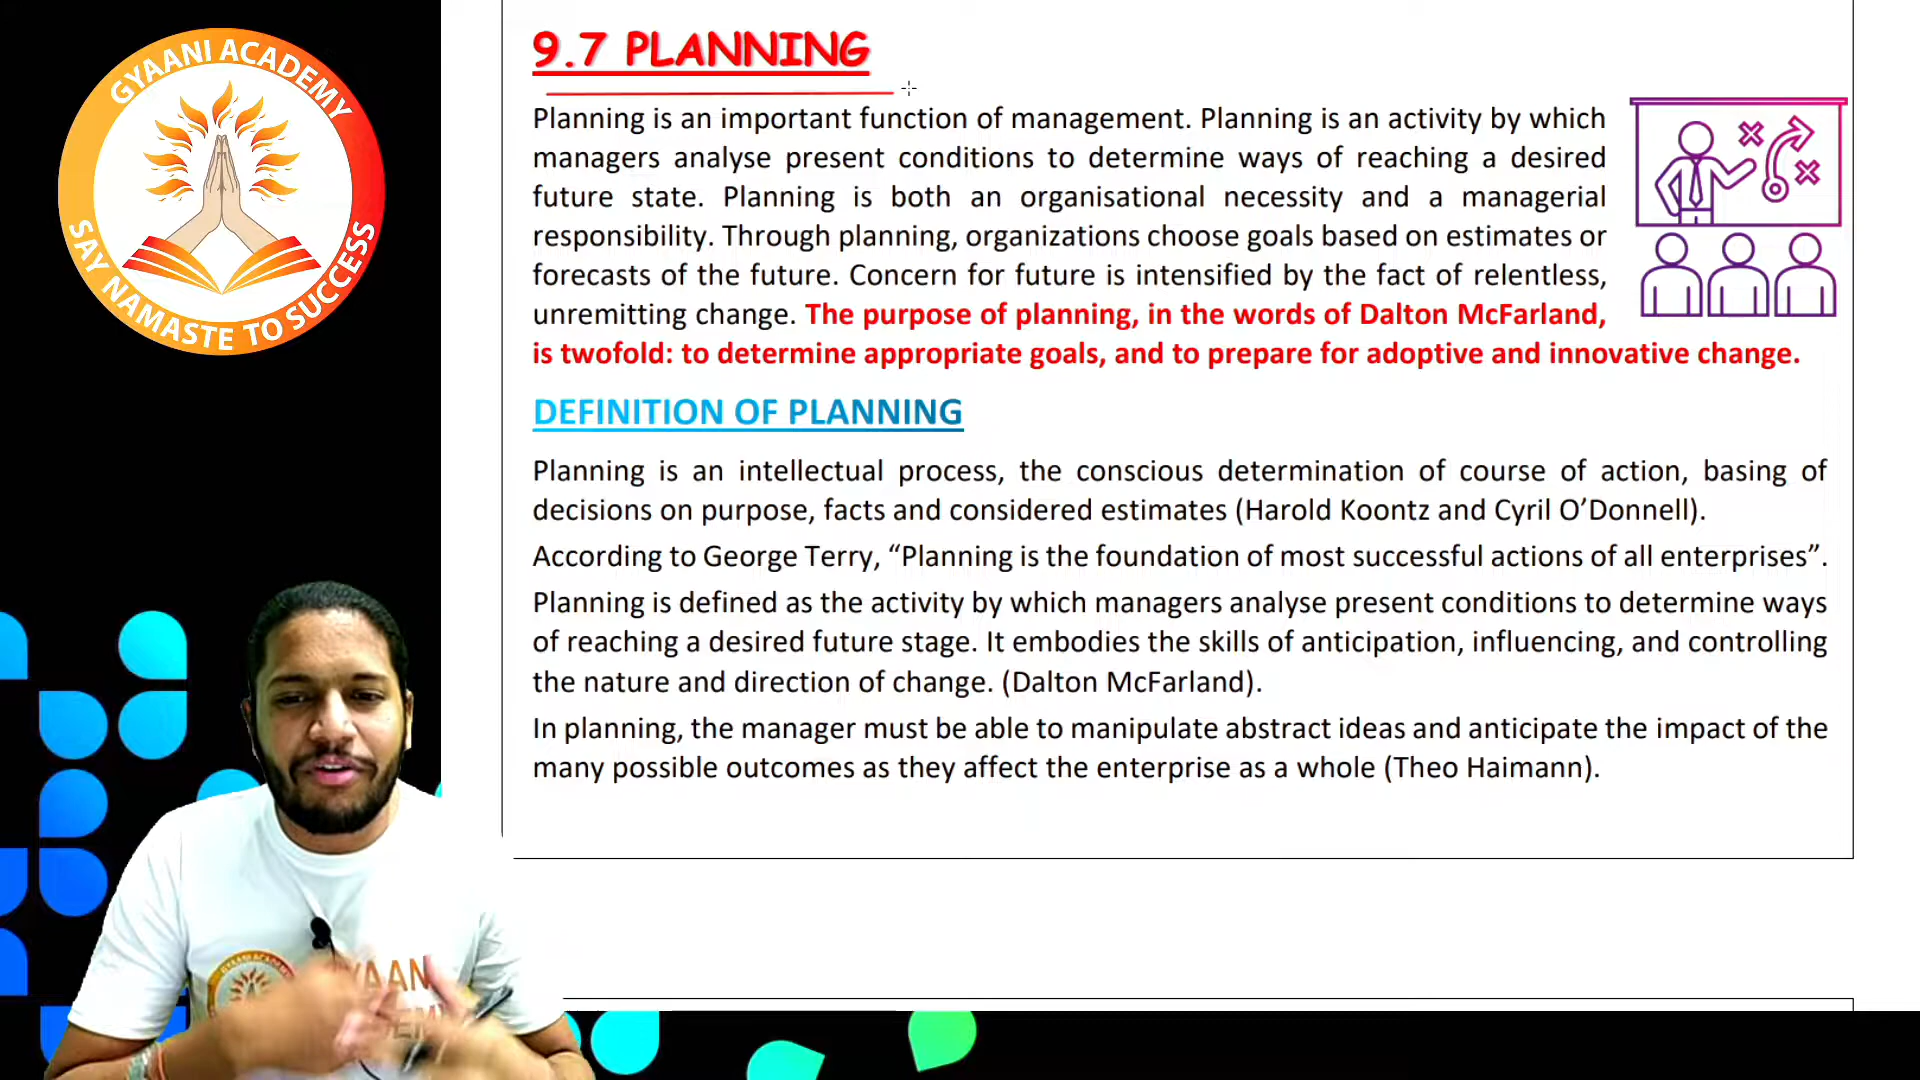 GYAANI ACADEMY
SAY NAMASTE TO SUCCESS
9.7 PLANNING
Planning is an important function of management. Planning is an activity by which
managers analyse present conditions to determine ways of reaching a desired
future state. Planning is both an organisational necessity and a managerial
responsibility. Through planning, organizations choose goals based on estimates or
forecasts of the future. Concern for future is intensified by the fact of relentless,
unremitting change. The purpose of planning, in the words of Dalton McFarland,
is twofold: to determine appropriate goals, and to prepare for adoptive and innovative change.
DEFINITION OF PLANNING
Planning is an intellectual process, the conscious determination of course of action, basing of
decisions on purpose, facts and considered estimates (Harold Koontz and Cyril O’Donnell).
According to George Terry, “Planning is the foundation of most successful actions of all enterprises”.
Planning is defined as the activity by which managers analyse present conditions to determine ways
of reaching a desired future stage. It embodies the skills of anticipation, influencing, and controlling
the nature and direction of change. (Dalton McFarland).
In planning, the manager must be able to manipulate abstract ideas and anticipate the impact of the
many possible outcomes as they affect the enterprise as a whole (Theo Haimann).